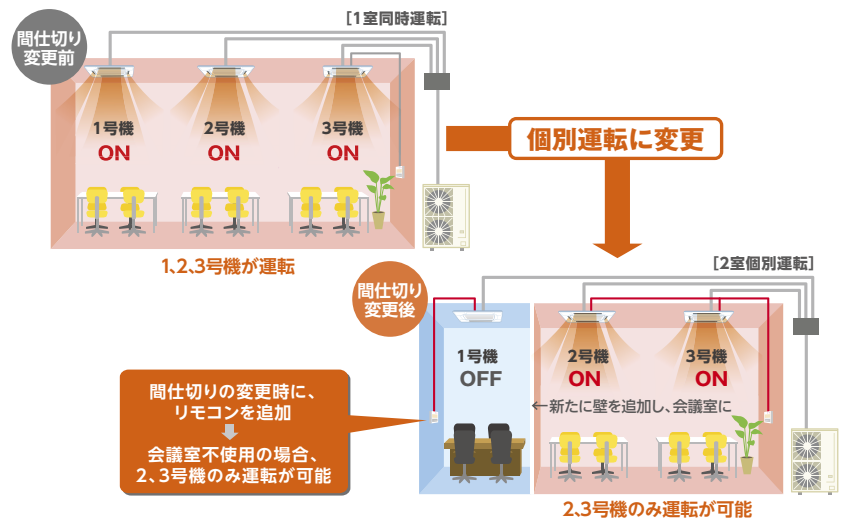 間仕切り
変更前
[1室同時運転]
1号機
ON
2号機
ON
3号機
ON
1、2、3号機が運転
個別運転に変更
間仕切り
変更後
[2室個別運転]
1号機
OFF
2号機
ON
3号機
ON
←新たに壁を追加し、会議室に
2、3号機のみ運転が可能
間仕切りの変更時に、
リモコンを追加
会議室不使用の場合、
2、3号機のみ運転が可能